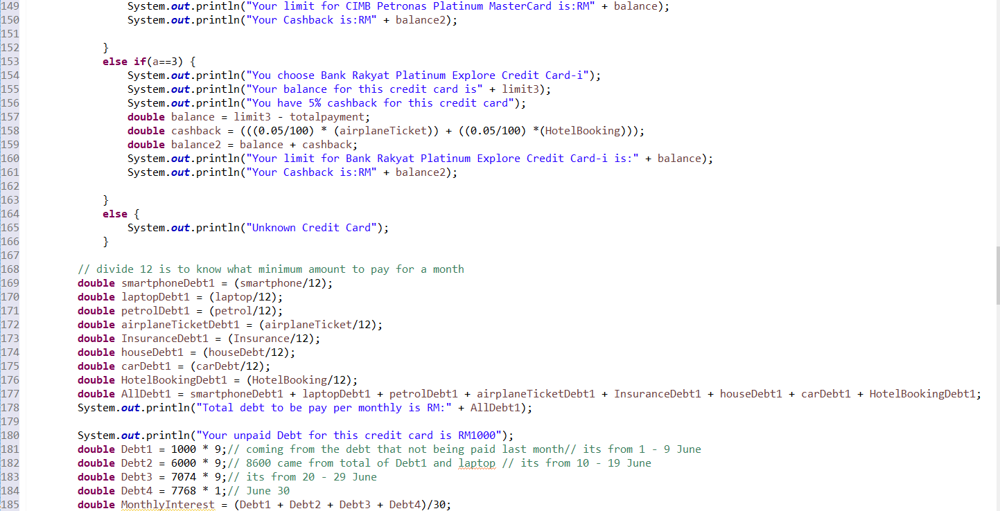 149 System.out.println("Your limit for CIMB Petronas Platinum MasterCard is:RM" + balance);
150 System.out.println("Your Cashback is:RM" + balance2);
151
152 }
153 else if(a==3) {
154 System.out.println("You choose Bank Rakyat Platinum Explore Credit Card-i");
155 System.out.println("Your balance for this credit card is" + limit3);
156 System.out.println("You have 5% cashback for this credit card");
157 double balance = limit3 - totalpayment;
158 double cashback = (((0.05/100) * (airplaneTicket)) + ((0.05/100) *(HotelBooking)));
159 double balance2 = balance + cashback;
160 System.out.println("Your limit for Bank Rakyat Platinum Explore Credit Card-i is:" + balance);
161 System.out.println("Your Cashback is:RM" + balance2);
162
163 }
164 else {
165 System.out.println("Unknown Credit Card");
166 }
167
168 // divide 12 is to know what minimum amount to pay for a month
169 double smartphoneDebt1 = (smartphone/12);
170 double laptopDebt1 = (laptop/12);
171 double petrolDebt1 = (petrol/12);
172 double airplaneTicketDebt1 = (airplaneTicket/12);
173 double InsuranceDebt1 = (Insurance/12);
174 double houseDebt1 = (houseDebt/12);
175 double carDebt1 = (carDebt/12);
176 double HotelBookingDebt1 = (HotelBooking/12);
177 double AllDebt1 = smartphoneDebt1 + laptopDebt1 + petrolDebt1 + airplaneTicketDebt1 + InsuranceDebt1 + houseDebt1 + carDebt1 + HotelBookingDebt1;
178 System.out.println("Total debt to be pay per monthly is RM:" + AllDebt1);
179
180 System.out.println("Your unpaid Debt for this credit card is RM1000");
181 double Debt1 = 1000 * 9;// coming from the debt that not being paid last month// its from 1 - 9 June
182 double Debt2 = 6000 * 9;// 8600 came from total of Debt1 and laptop // its from 10 - 19 June
183 double Debt3 = 7074 * 9;// its from 20 - 29 June
184 double Debt4 = 7768 * 1;// June 30
185 double MonthlyInterest = (Debt1 + Debt2 + Debt3 + Debt4)/30;